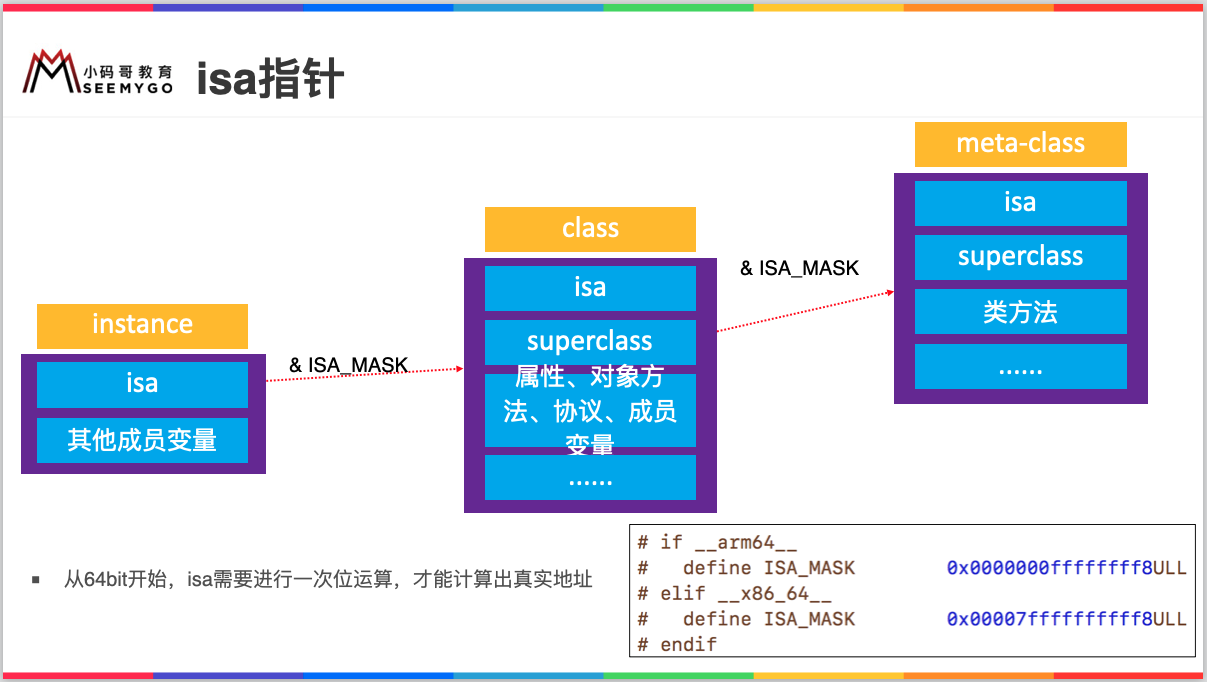 小码哥教育
SEEMYGO
isa指针
instance
isa
其他成员变量
& ISA_MASK
class
isa
superclass
属性、对象方
法、协议、成员
变量
......
& ISA_MASK
meta-class
isa
superclass
类方法
......
▪ 从64bit开始，isa需要进行一次位运算，才能计算出真实地址
# if __arm64__
#   define ISA_MASK        0x0000000ffffffff8ULL
# elif __x86_64__
#   define ISA_MASK        0x00007ffffffffff8ULL
# endif